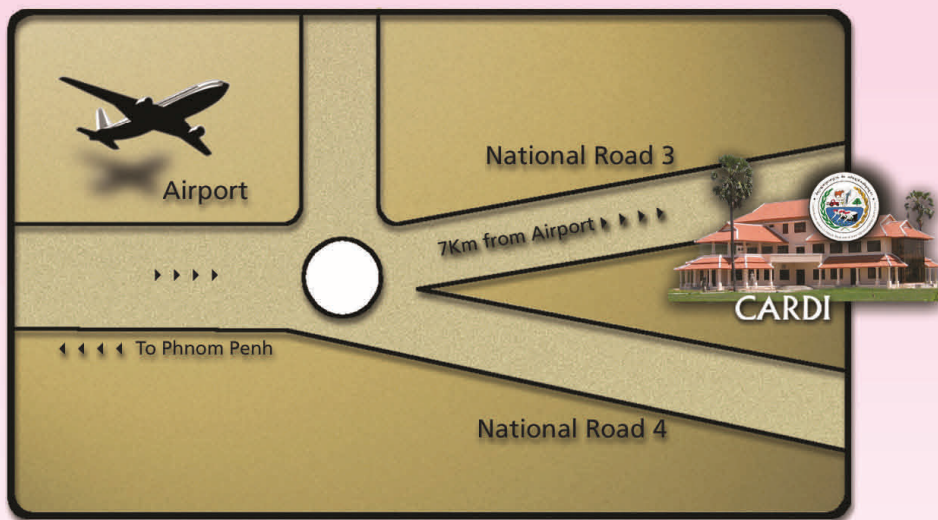 National Road 3
Airport
7Km from Airport
CARDI
To Phnom Penh
National Road 4